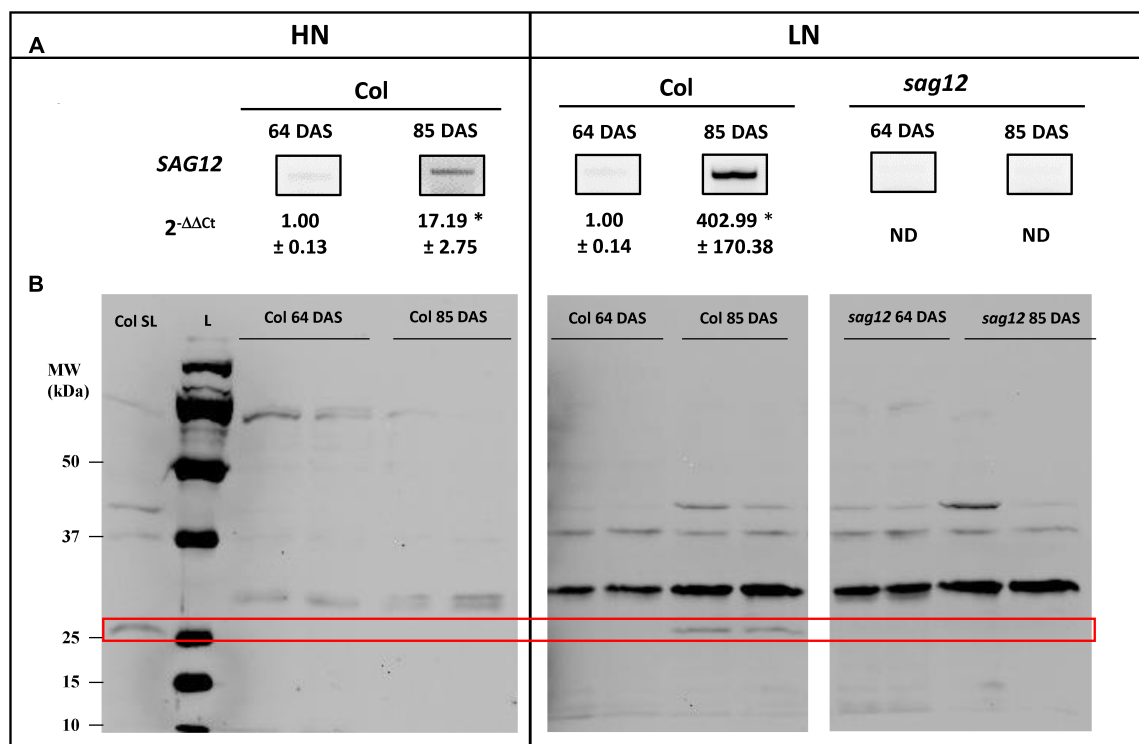 A
HN
LN
Col
Col
sag12
64 DAS
85 DAS
64 DAS
85 DAS
64 DAS
85 DAS
SAG12
2-ΔΔCt
1.00
± 0.13
17.19 *
± 2.75
1.00
± 0.14
402.99 *
± 170.38
ND
ND
B
Col SL
L
Col 64 DAS
Col 85 DAS
Col 64 DAS
Col 85 DAS
sag12 64 DAS
sag12 85 DAS
MW
(kDa)
50
37
25
15
10